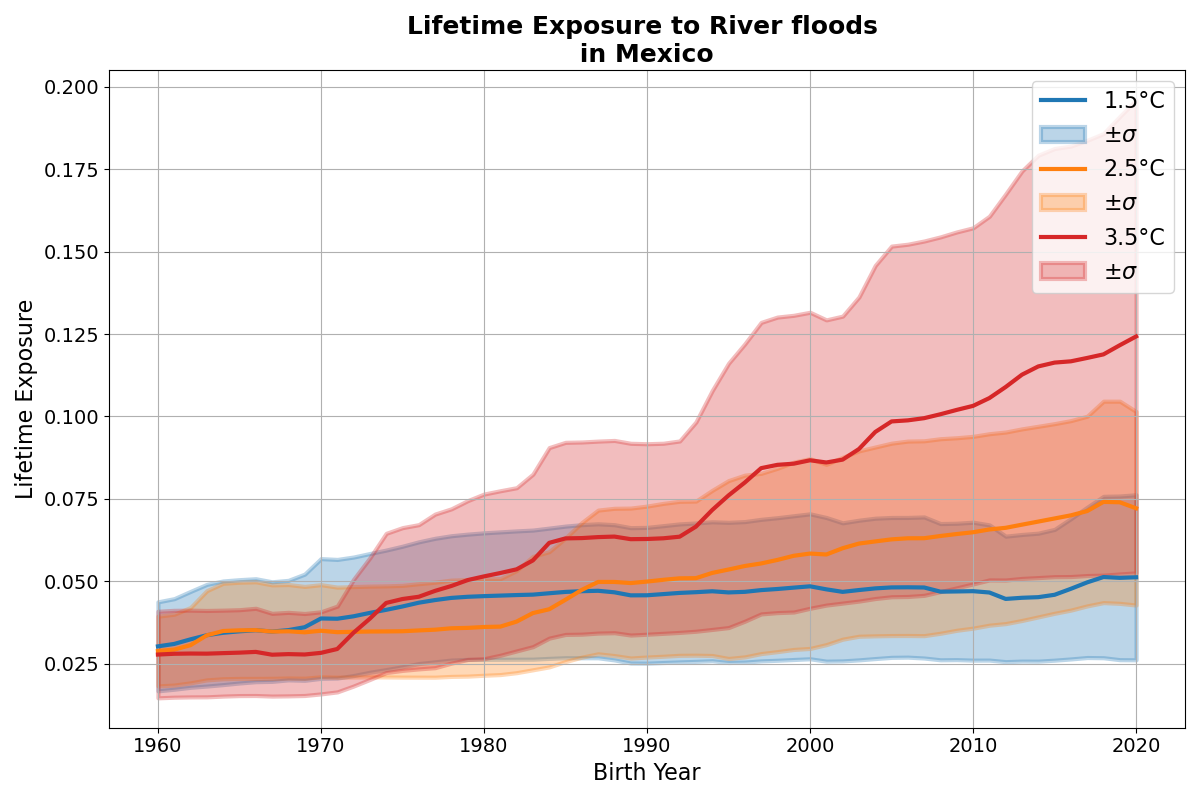 Lifetime Exposure to River floods
in Mexico
Lifetime Exposure
0.200
0.175
0.150
0.125
0.100
0.075
0.050
0.025
1960
1970
1980
1990
2000
2010
2020
Birth Year
1.5°C
±σ
2.5°C
±σ
3.5°C
±σ